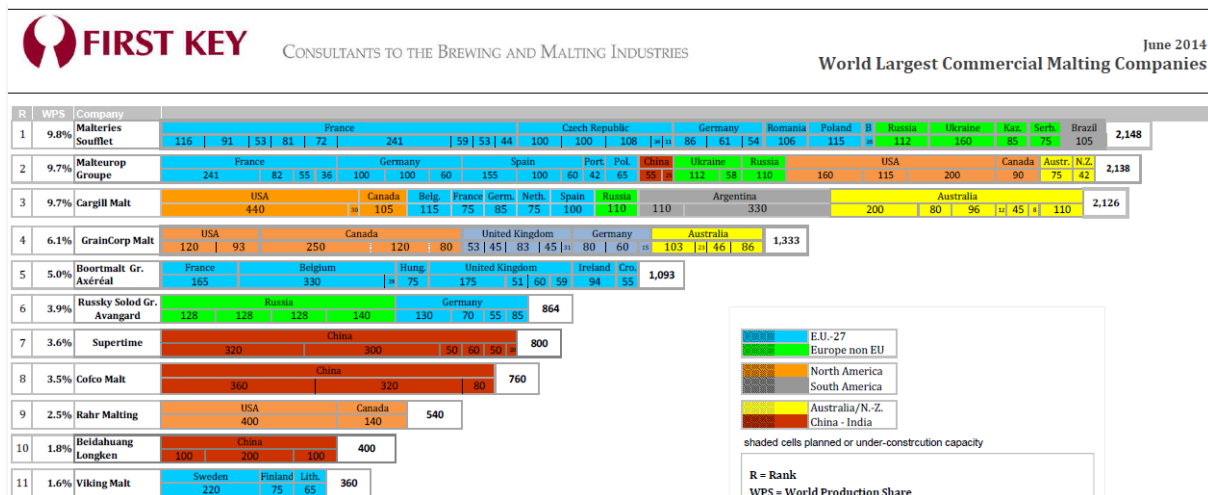 FIRST KEY
CONSULTANTS TO THE BREWING AND MALTING INDUSTRIES
June 2014
World Largest Commercial Malting Companies
R WPS Company
1 9.8% Malteries Soufflet
France Czech Republic Germany Romania Poland B Russia Ukraine Kaz. Serb. Brazil
116 91 53 81 72 241 59 53 44 100 100 108 86 61 54 106 115 112 160 85 75 105 2,148
2 9.7% Malteurop Groupe
France Germany Spain Port. Pol. China Ukraine Russia USA Canada Austr. N.Z.
241 82 55 36 100 100 60 155 100 60 42 65 55 112 58 110 160 115 200 90 75 42 2,138
3 9.7% Cargill Malt
USA Canada Belg. France Germ. Neth. Spain Russia Argentina Australia
440 105 115 75 85 75 100 110 110 330 200 80 96 12 45 8 110 2,126
4 6.1% GrainCorp Malt
USA Canada United Kingdom Germany Australia
120 93 250 120 80 53 45 83 45 31 80 60 15 103 23 46 86 1,333
5 5.0% Boortmalt Gr. Axéréal
France Belgium Hung. United Kingdom Ireland Cro.
165 330 75 175 51 60 59 94 55 1,093
6 3.9% Russky Solod Gr. Avangard
Russia Germany
128 128 128 140 130 70 55 85 864
7 3.6% Supertime
China
320 300 50 60 50 800
8 3.5% Cofco Malt
China
360 320 80 760
9 2.5% Rahr Malting
USA Canada
400 140 540
10 1.8% Beidahuang Longken
China
100 200 100 400
11 1.6% Viking Malt
Sweden Finland Lith.
220 75 65 360
E.U.-27
Europe non EU
North America
South America
Australia/N.-Z.
China - India
shaded cells planned or under-constrcution capacity
R = Rank
WPS = World Production Share